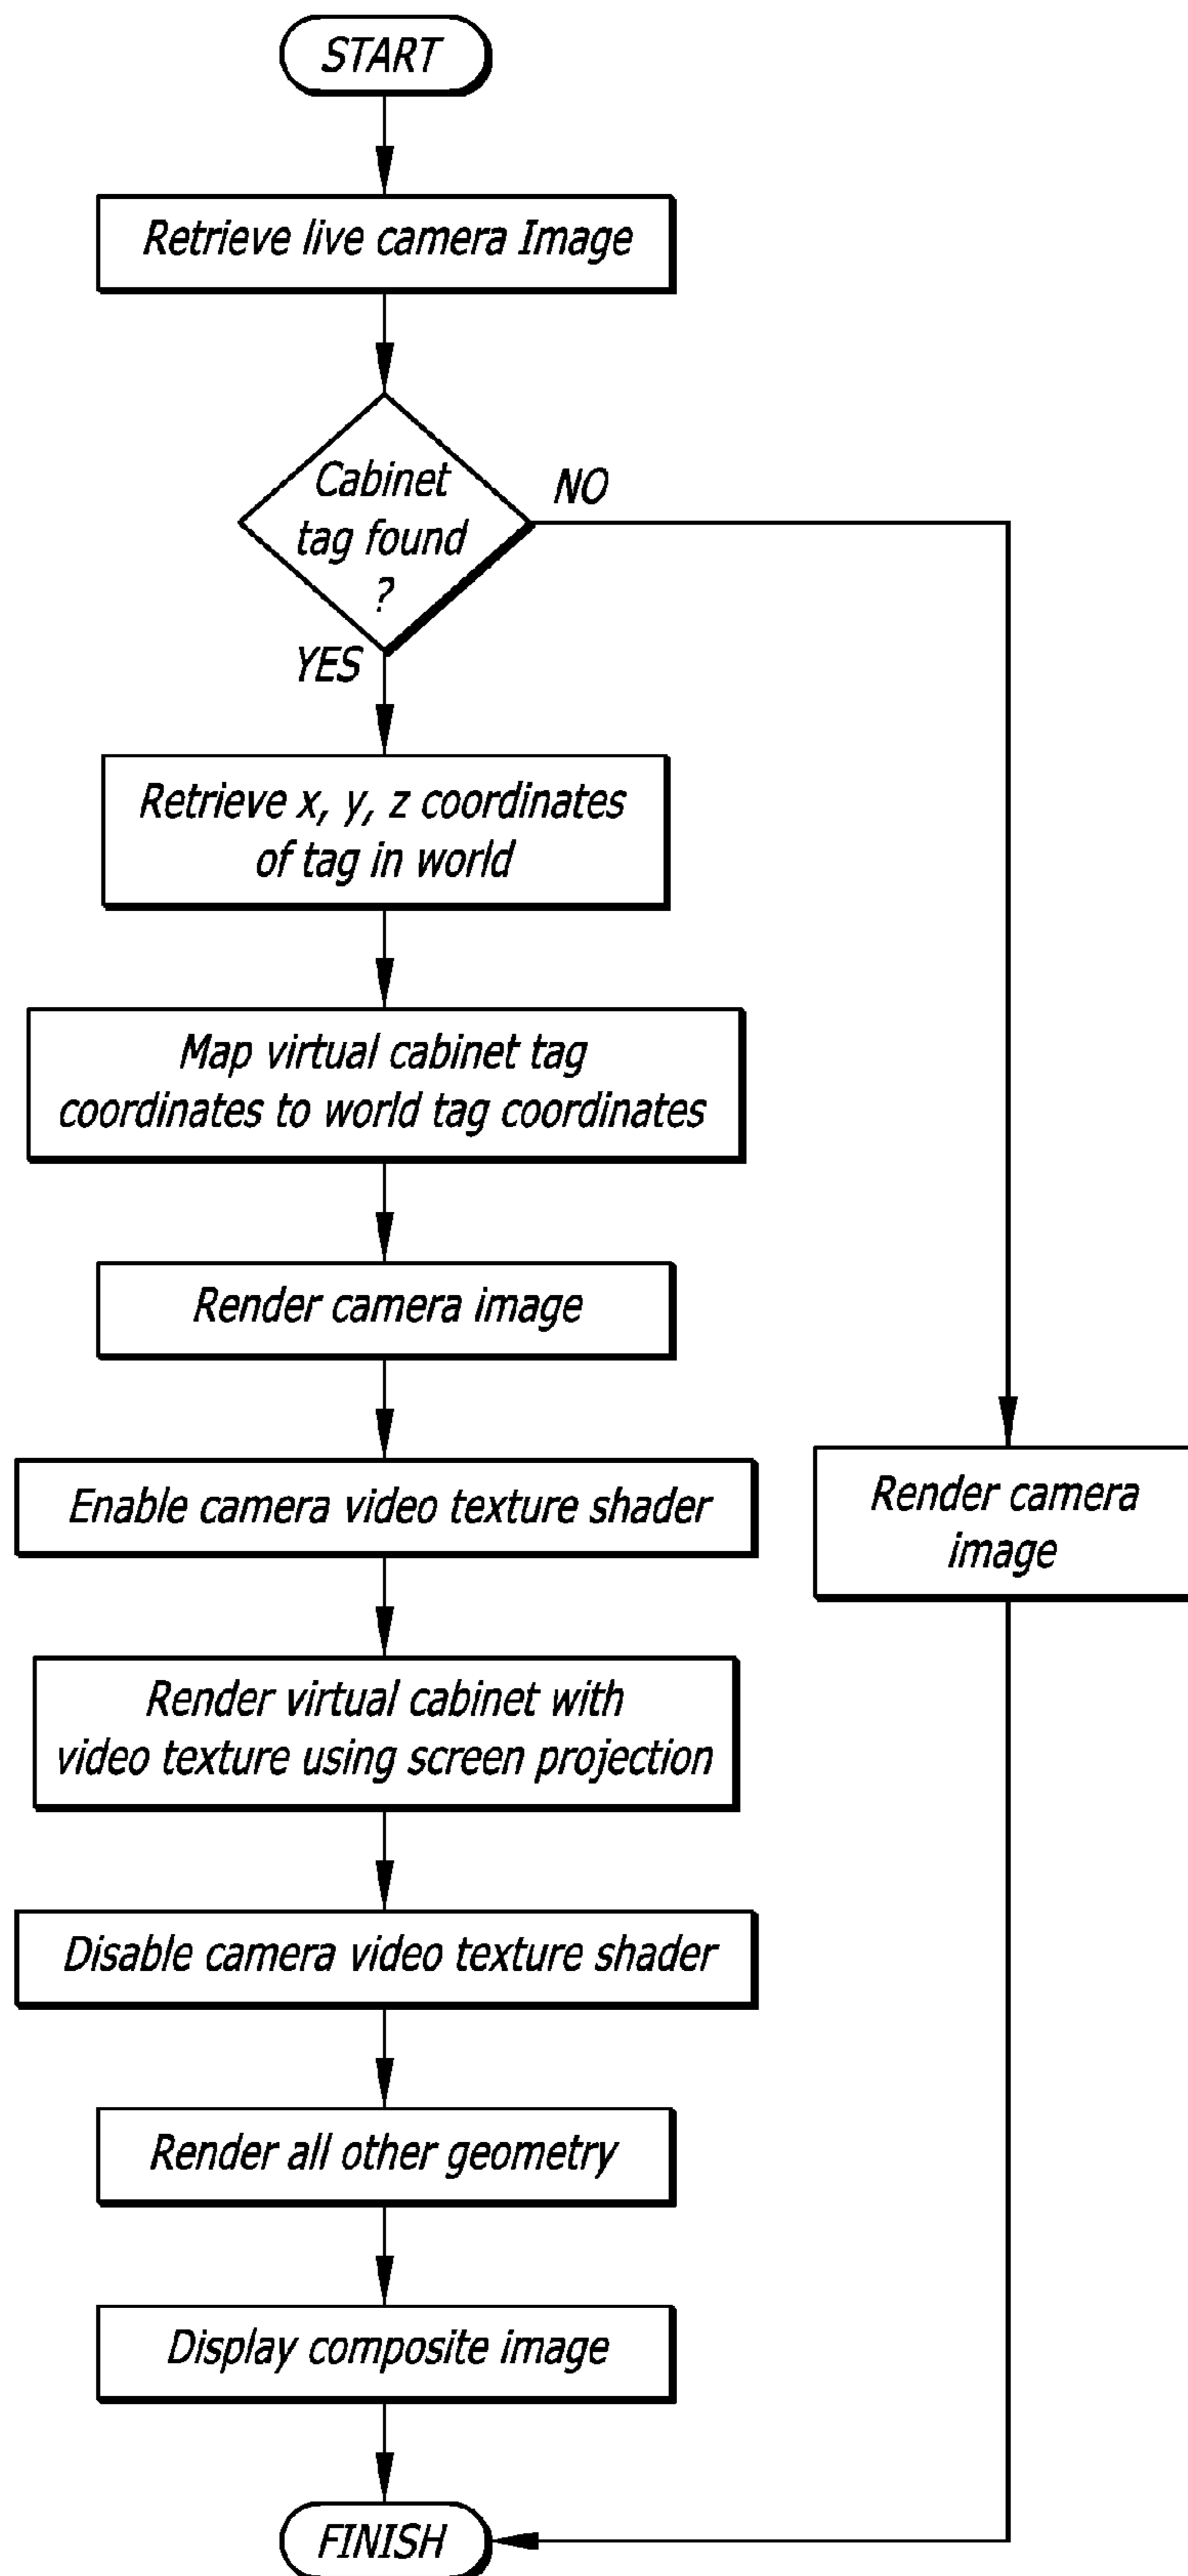 START
Retrieve live camera Image
Cabinet
tag found
?
NO
YES
Retrieve x, y, z coordinates
of tag in world
Map virtual cabinet tag
coordinates to world tag coordinates
Render camera image
Enable camera video texture shader
Render camera
image
Render virtual cabinet with
video texture using screen projection
Disable camera video texture shader
Render all other geometry
Display composite image
FINISH